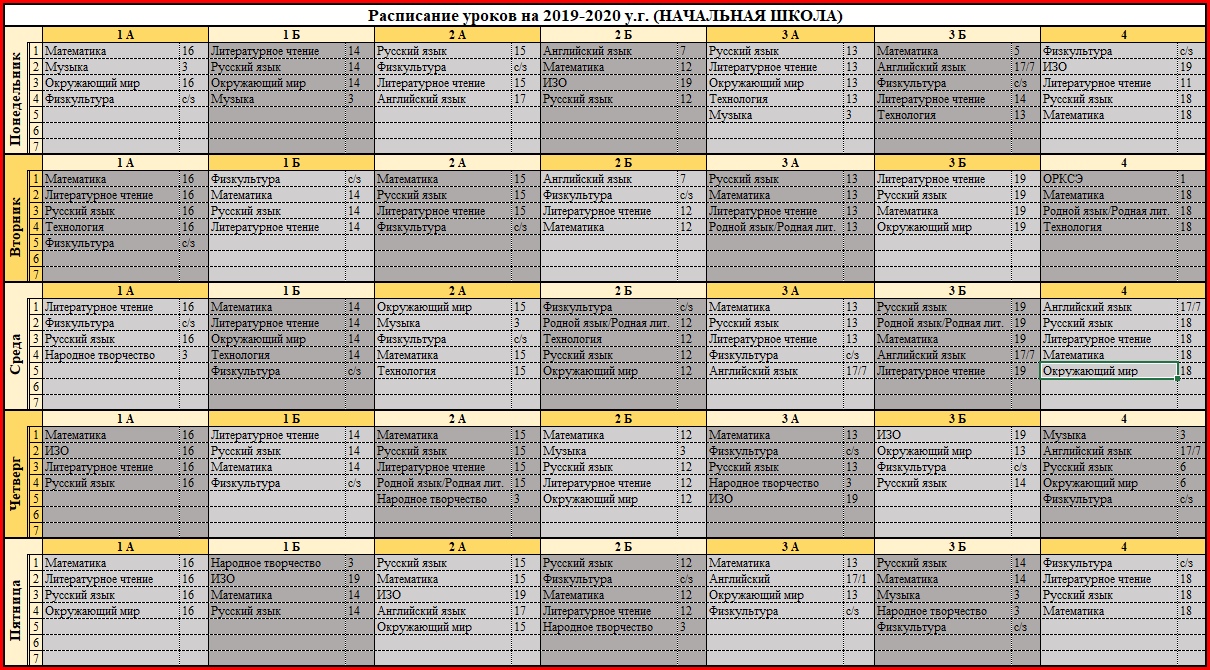 Расписание уроков на 2019-2020 у.г. (НАЧАЛЬНАЯ ШКОЛА)
Понедельник
1 А 1 Б 2 А 2 Б 3 А 3 Б 4
1 Математика 16 Литературное чтение 14 Русский язык 15 Английский язык 7 Русский язык 13 Математика 5 Физкультура с/s
2 Музыка 3 Русский язык 14 Физкультура с/s Математика 12 Литературное чтение 13 Английский язык 17/7 ИЗО 19
3 Окружающий мир 16 Окружающий мир 14 Литературное чтение 15 ИЗО 19 Окружающий мир 13 Физкультура с/s Литературное чтение 11
4 Физкультура с/s Музыка 3 Английский язык 17 Русский язык 12 Технология 13 Литературное чтение 14 Русский язык 18
5 Музыка 3 Технология 13 Математика 18
6
7
Вторник
1 А 1 Б 2 А 2 Б 3 А 3 Б 4
1 Математика 16 Физкультура с/s Математика 15 Английский язык 7 Русский язык 13 Литературное чтение 19 ОРКСЭ 1
2 Литературное чтение 16 Математика 14 Русский язык 15 Физкультура с/s Математика 13 Русский язык 19 Математика 18
3 Русский язык 16 Русский язык 14 Литературное чтение 15 Литературное чтение 12 Литературное чтение 13 Математика 19 Родной язык/Родная лит. 18
4 Технология 16 Литературное чтение 14 Физкультура с/s Математика 12 Родной язык/Родная лит. 13 Окружающий мир 19 Технология 18
5 Физкультура с/s
6
7
Среда
1 А 1 Б 2 А 2 Б 3 А 3 Б 4
1 Литературное чтение 16 Математика 14 Окружающий мир 15 Физкультура с/s Математика 13 Русский язык 19 Английский язык 17/7
2 Физкультура с/s Литературное чтение 14 Музыка 3 Родной язык/Родная лит. 12 Русский язык 13 Родной язык/Родная лит. 19 Русский язык 18
3 Русский язык 16 Окружающий мир 14 Физкультура с/s Технология 12 Литературное чтение 13 Математика 19 Литературное чтение 18
4 Народное творчество 3 Технология 14 Математика 15 Русский язык 12 Физкультура с/s Английский язык 17/7 Математика 18
5 Физкультура с/s Технология 15 Окружающий мир 12 Английский язык 17/7 Литературное чтение 19 Окружающий мир 18
6
7
Четверг
1 А 1 Б 2 А 2 Б 3 А 3 Б 4
1 Математика 16 Литературное чтение 14 Математика 15 Математика 12 Математика 13 ИЗО 19 Музыка 3
2 ИЗО 16 Русский язык 14 Русский язык 15 Музыка 3 Физкультура с/s Окружающий мир 13 Английский язык 17/7
3 Литературное чтение 16 Математика 14 Литературное чтение 15 Русский язык 12 Русский язык 13 Физкультура с/s Русский язык 6
4 Русский язык 16 Физкультура с/s Родной язык/Родная лит. 15 Литературное чтение 12 Народное творчество 3 Русский язык 14 Окружающий мир 6
5 Народное творчество 3 Окружающий мир 12 ИЗО 19 Физкультура с/s
6
7
Пятница
1 А 1 Б 2 А 2 Б 3 А 3 Б 4
1 Математика 16 Народное творчество 3 Русский язык 15 Русский язык 12 Математика 13 Русский язык 14 Физкультура с/s
2 Литературное чтение 16 ИЗО 19 Математика 15 Физкультура с/s Английский 17/1 Математика 14 Литературное чтение 18
3 Русский язык 16 Математика 14 ИЗО 19 Математика 12 Окружающий мир 13 Музыка 3 Русский язык 18
4 Окружающий мир 16 Русский язык 14 Английский язык 17 Литературное чтение 12 Физкультура с/s Народное творчество 3 Математика 18
5 Окружающий мир 15 Народное творчество 3 Физкультура с/s
6
7